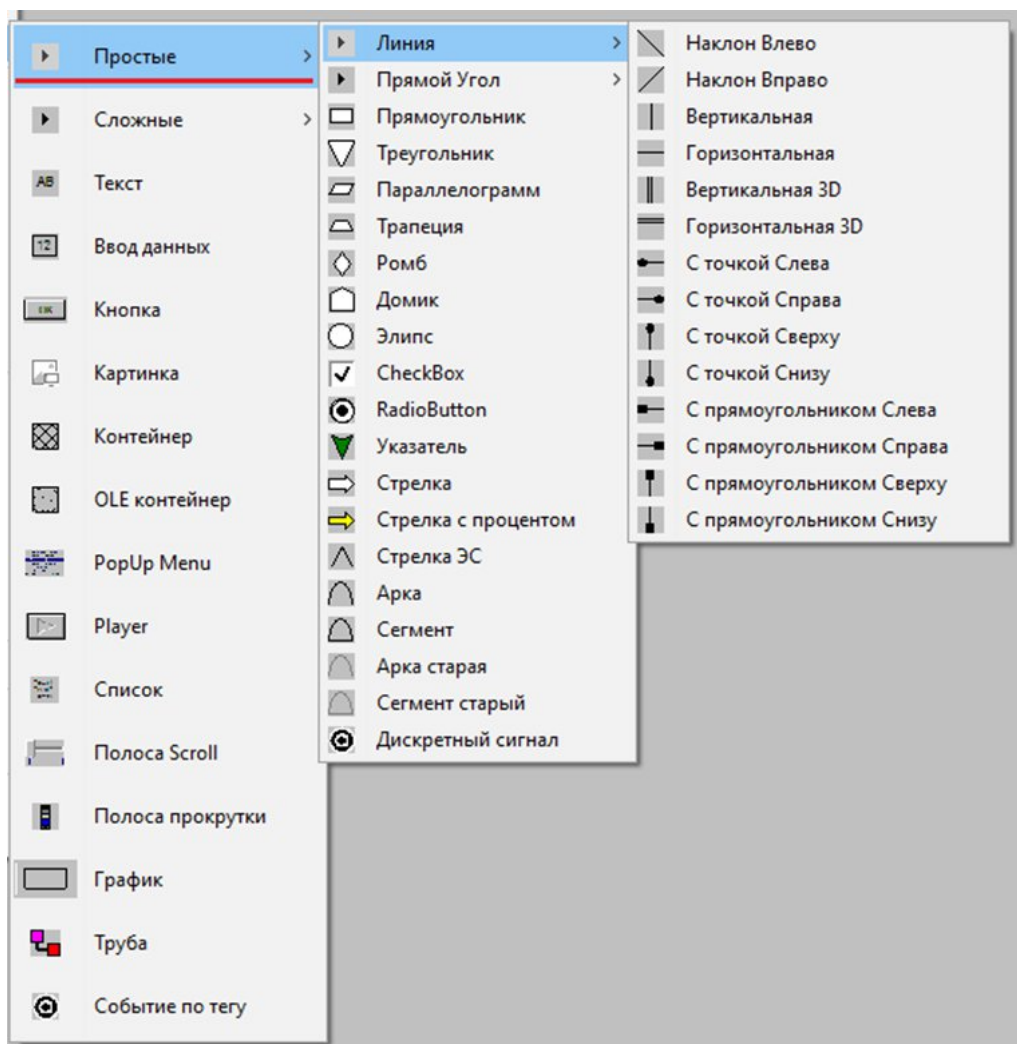 Простые
Сложные
Текст
Ввод данных
Кнопка
Картинка
Контейнер
OLE контейнер
PopUp Menu
Player
Список
Полоса Scroll
Полоса прокрутки
График
Труба
Событие по тегу
Линия
Прямой Угол
Прямоугольник
Треугольник
Параллелограмм
Трапеция
Ромб
Домик
Элипс
CheckBox
RadioButton
Указатель
Стрелка
Стрелка с процентом
Стрелка ЭС
Арка
Сегмент
Арка старая
Сегмент старый
Дискретный сигнал
Наклон Влево
Наклон Вправо
Вертикальная
Горизонтальная
Вертикальная 3D
Горизонтальная 3D
С точкой Слева
С точкой Справа
С точкой Сверху
С точкой Снизу
С прямоугольником Слева
С прямоугольником Справа
С прямоугольником Сверху
С прямоугольником Снизу
AB
12